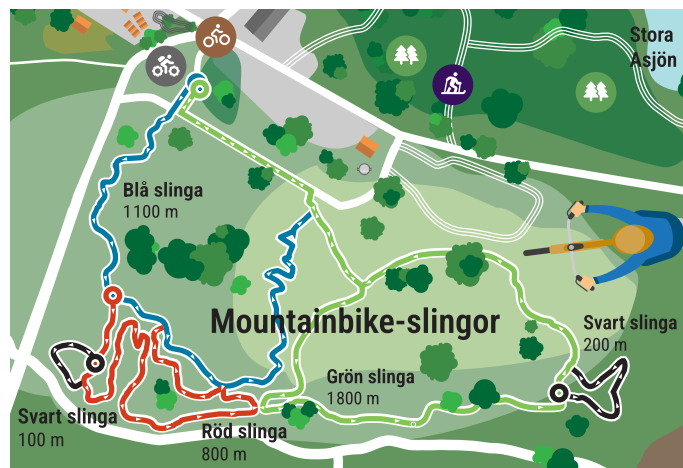 Stora
Asjön
Blå slinga
1100 m
Mountainbike-slingor
Svart slinga
200 m
Grön slinga
1800 m
Svart slinga
100 m
Röd slinga
800 m